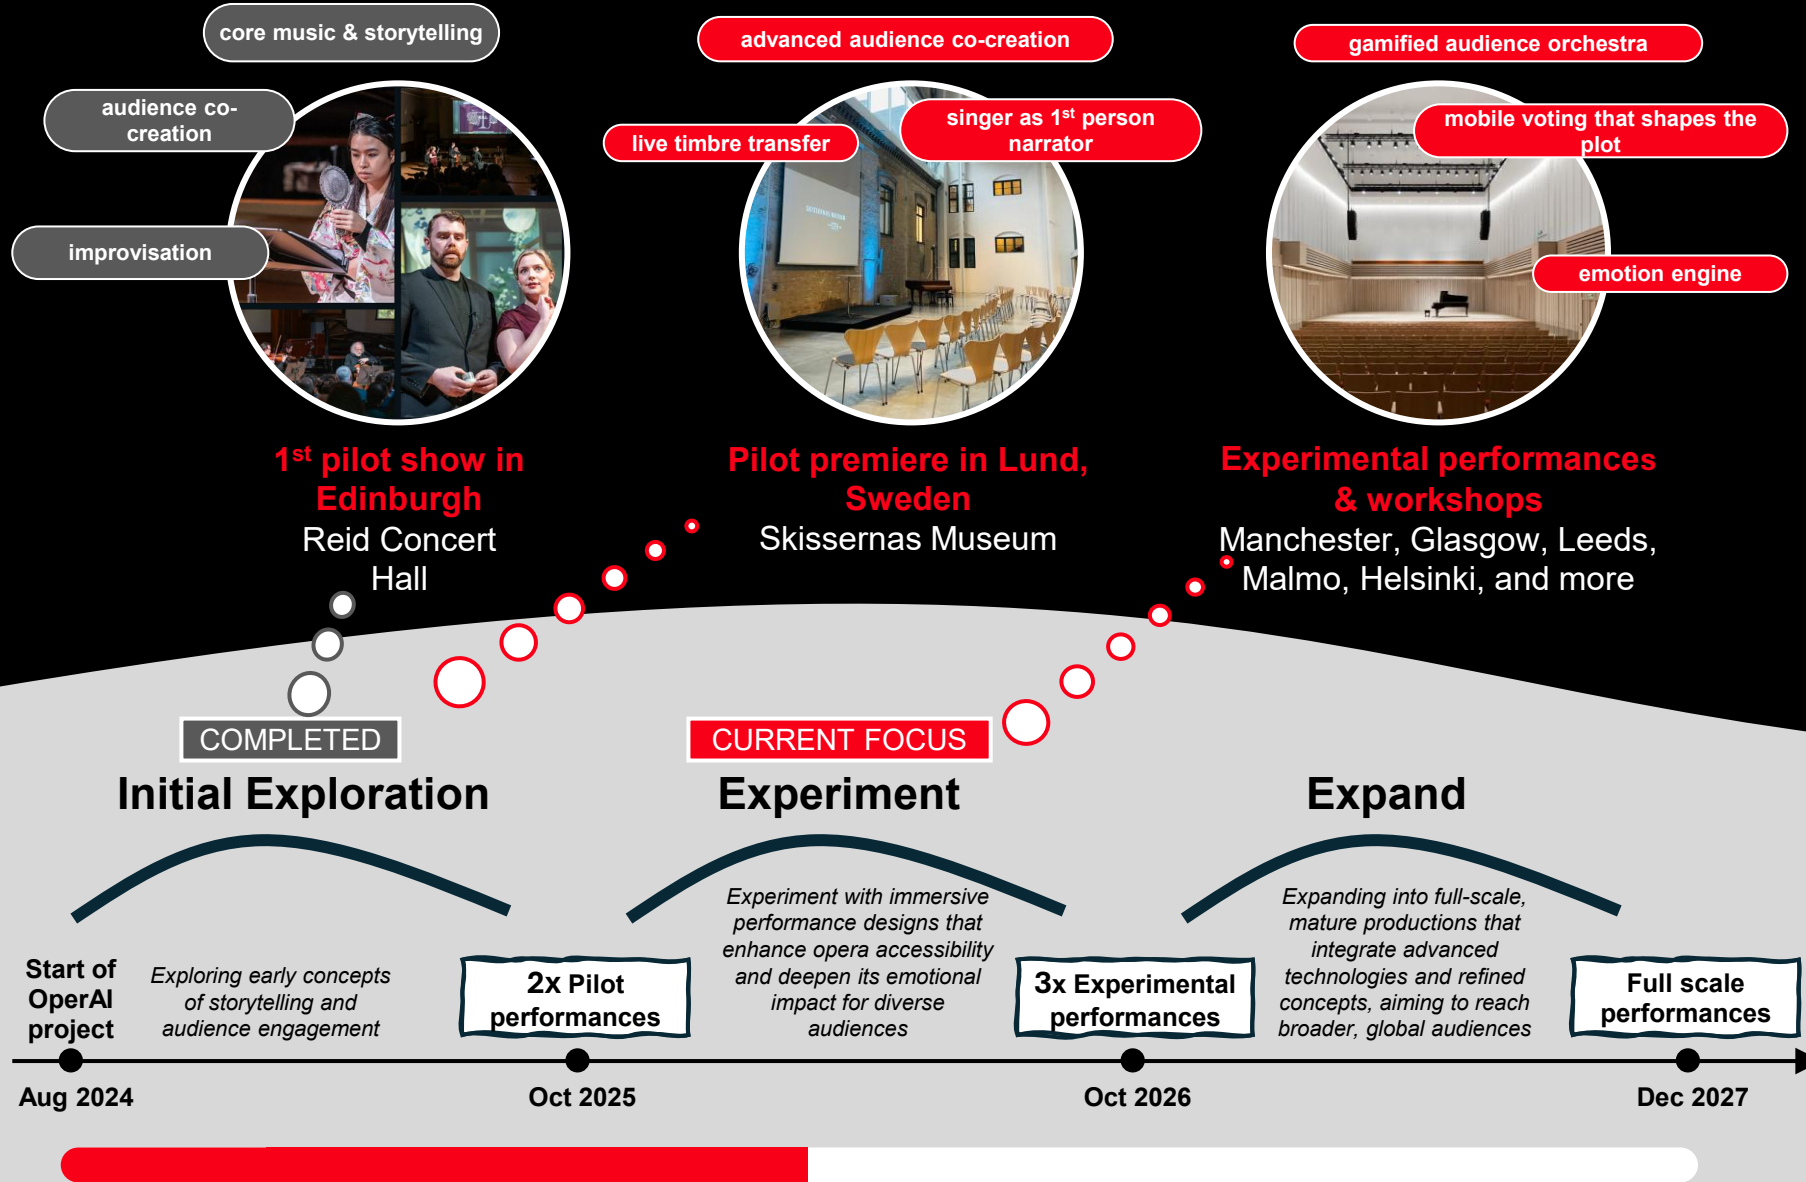 core music & storytelling
audience co-
creation
improvisation
advanced audience co-creation
live timbre transfer
singer as 1st person
narrator
gamified audience orchestra
mobile voting that shapes the
plot
emotion engine
SKISSERNAS MUSEUM
1st pilot show in
Edinburgh
Reid Concert
Hall
Pilot premiere in Lund,
Sweden
Skissernas Museum
Experimental performances
& workshops
Manchester, Glasgow, Leeds,
Malmo, Helsinki, and more
COMPLETED
Initial Exploration
CURRENT FOCUS
Experiment
Expand
Start of
OperAI
project
Exploring early concepts
of storytelling and
audience engagement
2x Pilot
performances
Experiment with immersive
performance designs that
enhance opera accessibility
and deepen its emotional
impact for diverse
audiences
3x Experimental
performances
Expanding into full-scale,
mature productions that
integrate advanced
technologies and refined
concepts, aiming to reach
broader, global audiences
Full scale
performances
Aug 2024
Oct 2025
Oct 2026
Dec 2027